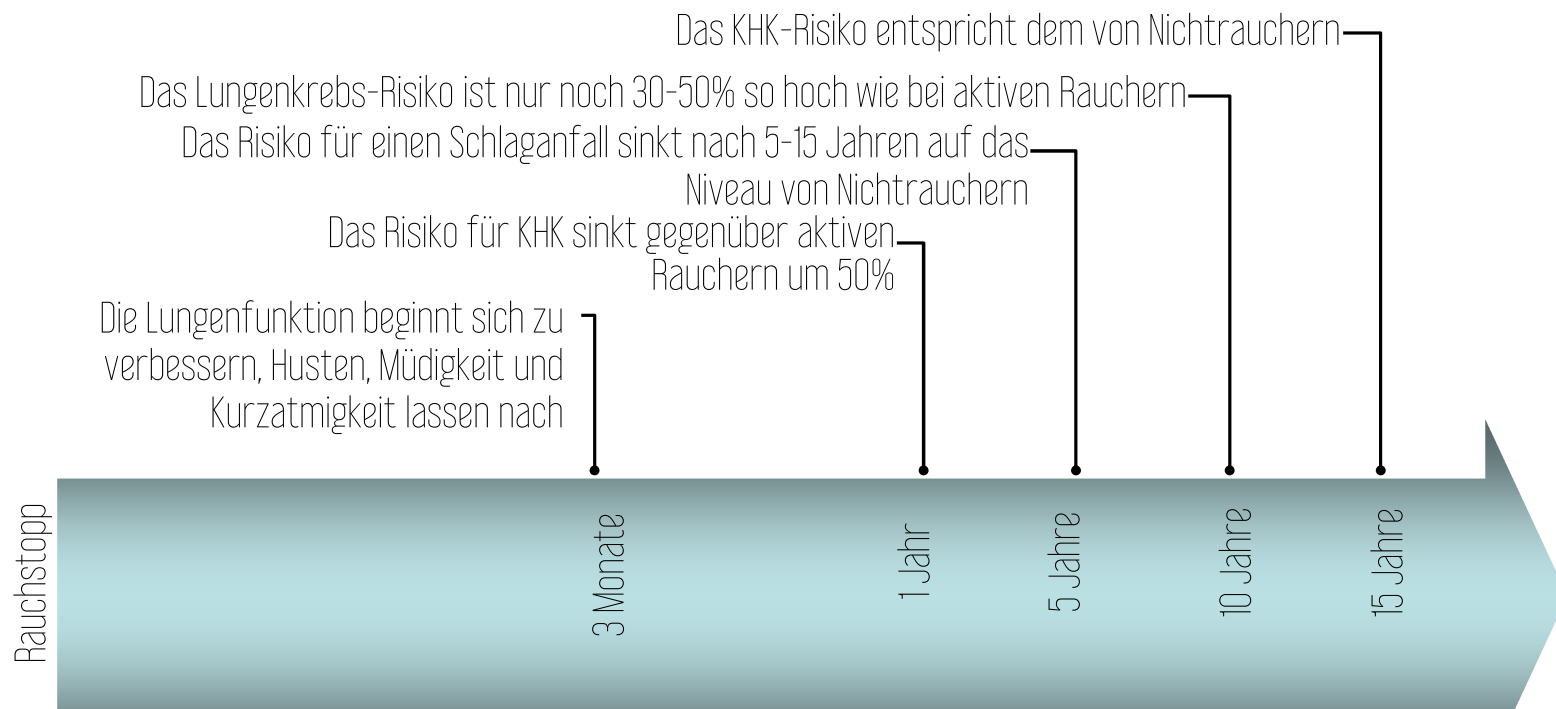 Das KHK-Risiko entspricht dem von Nichtrauchern
Das Lungenkrebs-Risiko ist nur noch 30-50% so hoch wie bei aktiven Rauchern
Das Risiko für einen Schlaganfall sinkt nach 5-15 Jahren auf das
Niveau von Nichtrauchern
Das Risiko für KHK sinkt gegenüber aktiven
Rauchern um 50%
Die Lungenfunktion beginnt sich zu
verbessern, Husten, Müdigkeit und
Kurzatmigkeit lassen nach
Rauchstopp
3 Monate
1 Jahr
5 Jahre
10 Jahre
15 Jahre